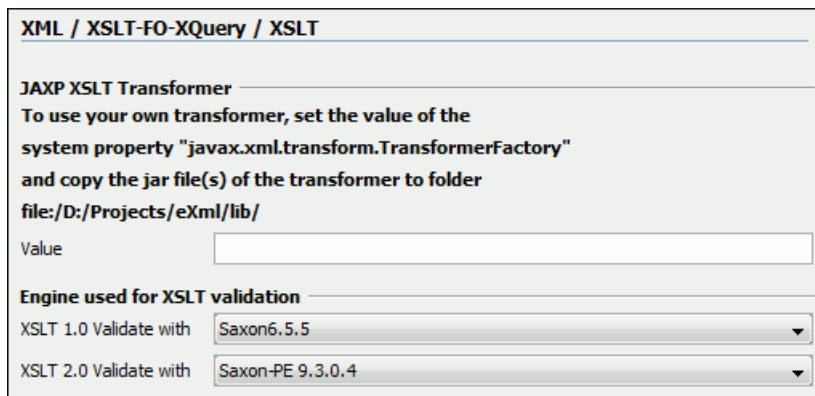 XML / XSLT-FO-XQuery / XSLT
JAXP XSLT Transformer
To use your own transformer, set the value of the
system property "javax.xml.transform.TransformerFactory"
and copy the jar file(s) of the transformer to folder
file:/D:/Projects/eXml/lib/
Value
Engine used for XSLT validation
XSLT 1.0 Validate with Saxon6.5.5
XSLT 2.0 Validate with Saxon-PE 9.3.0.4